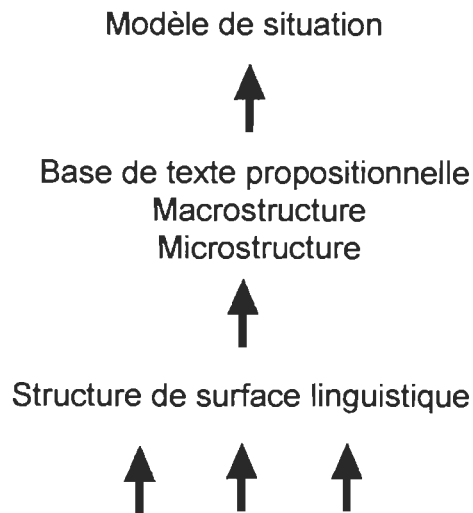 Modèle de situation
Base de texte propositionnelle
Macrostructure
Microstructure
Structure de surface linguistique